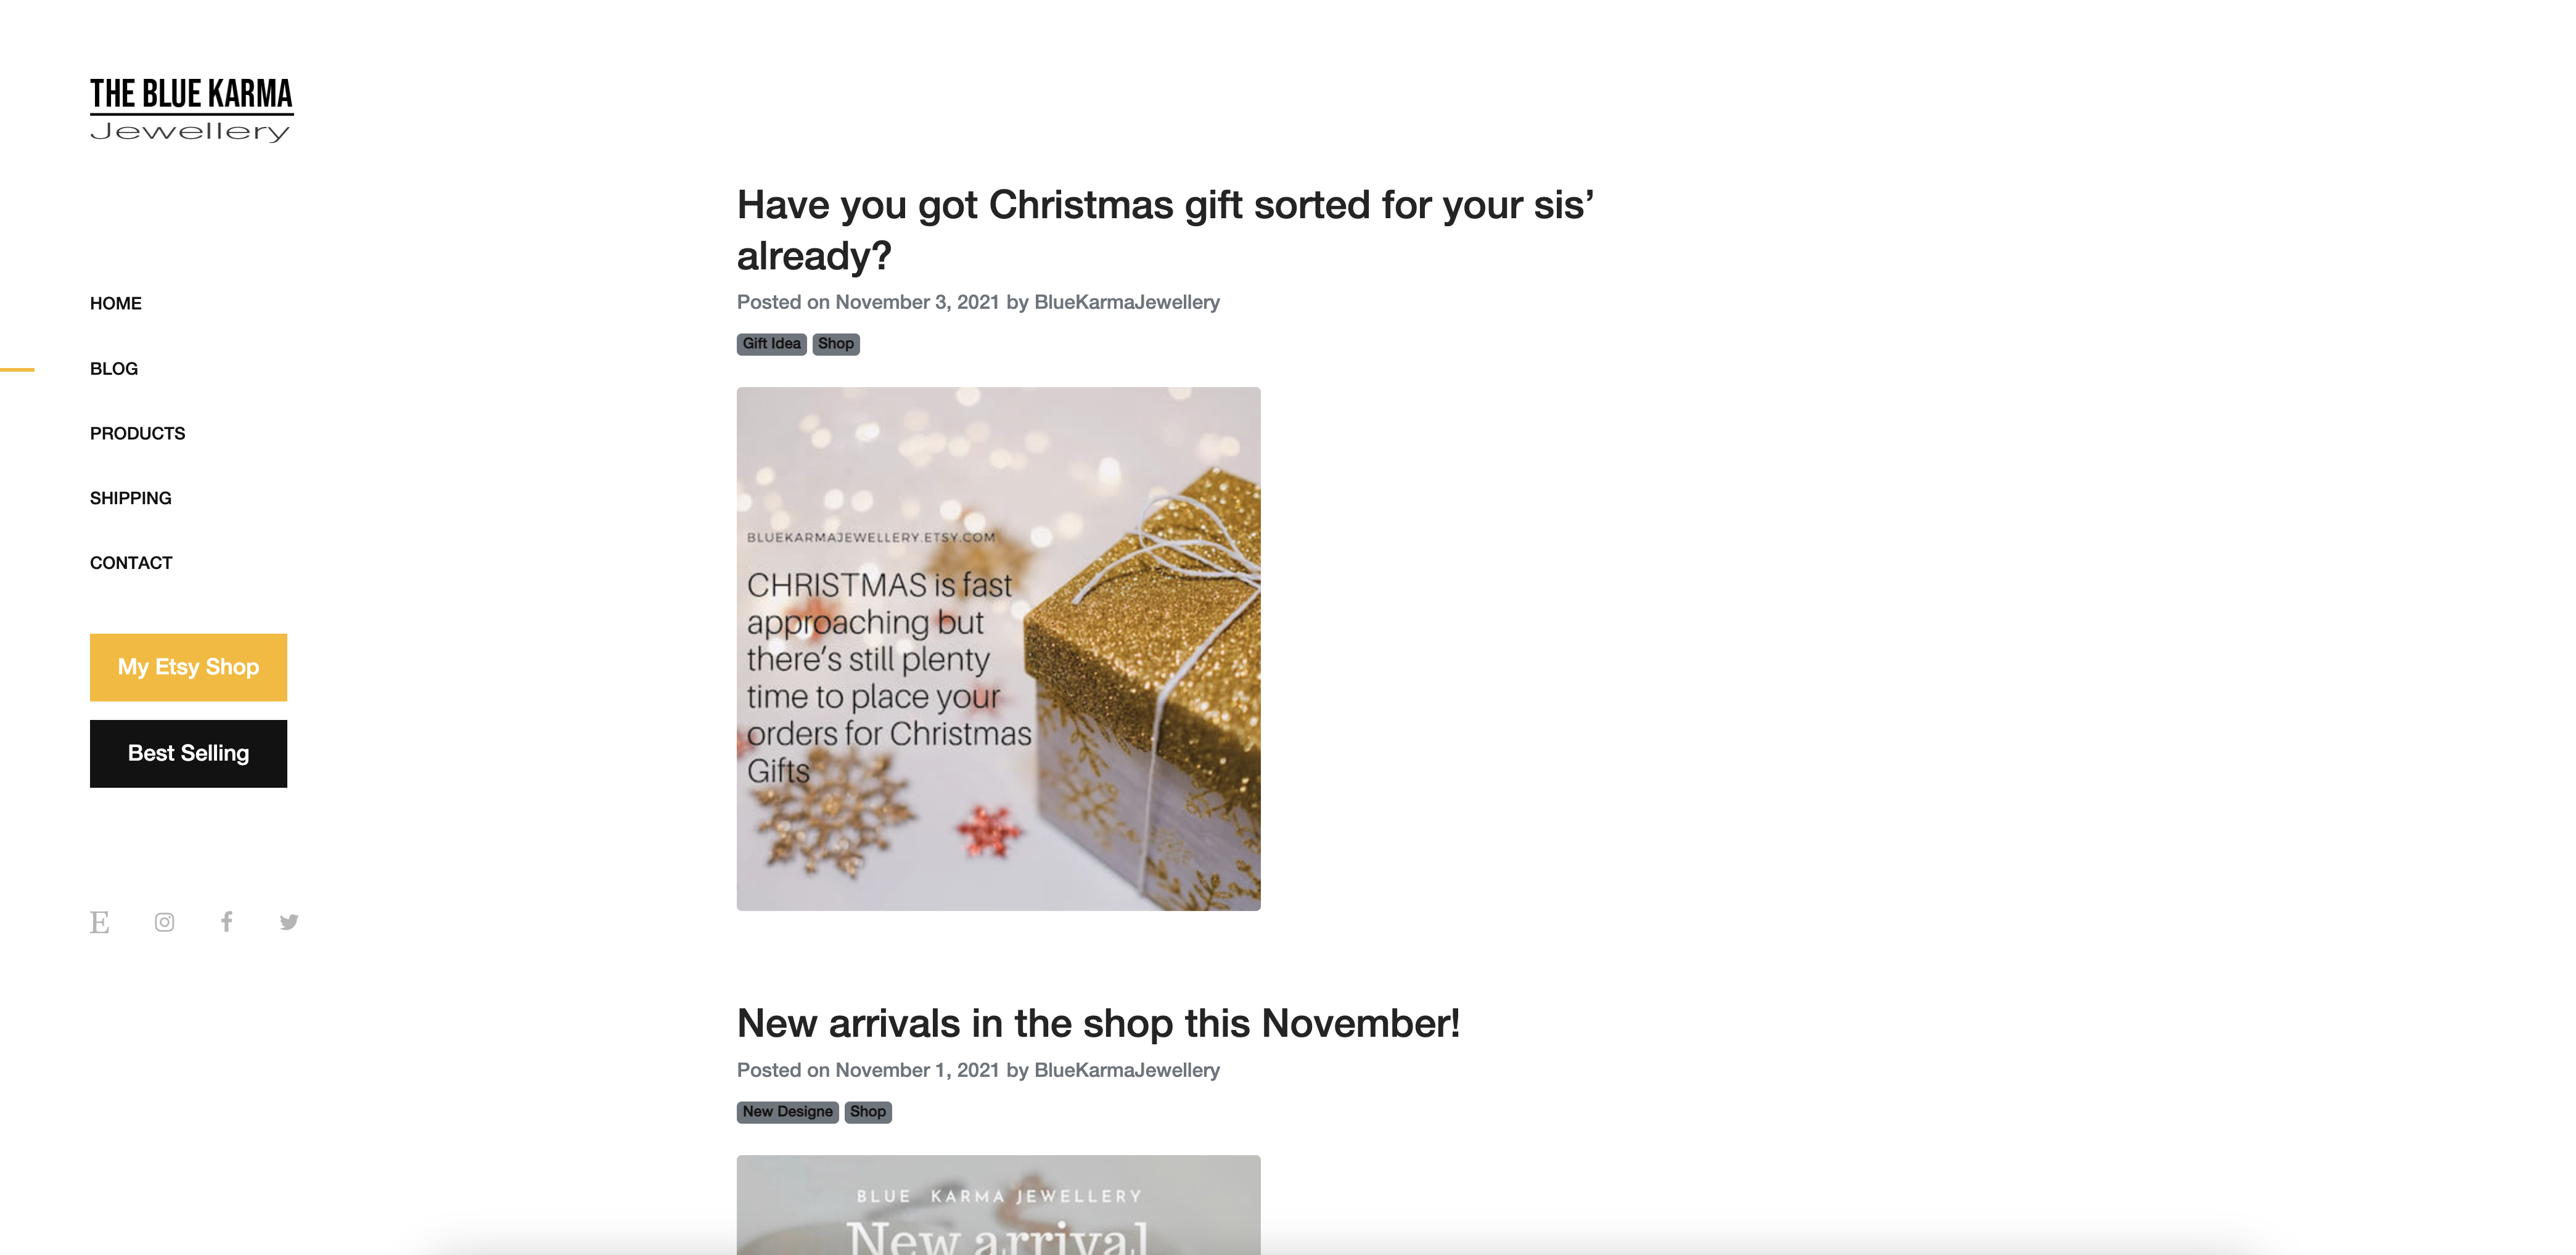 THE BLUE KARMA
Jewellery
HOME
BLOG
PRODUCTS
SHIPPING
CONTACT
My Etsy Shop
Best Selling
E
Have you got Christmas gift sorted for your sis’
already?
Posted on November 3, 2021 by BlueKarmaJewellery
Gift Idea Shop
BLUEKARMAJEWELLERY.ETSY.COM
CHRISTMAS is fast
approaching but
there’s still plenty
time to place your
orders for Christmas
Gifts
New arrivals in the shop this November!
Posted on November 1, 2021 by BlueKarmaJewellery
New Designe Shop
BLUE KARMA JEWELLERY
New arrival